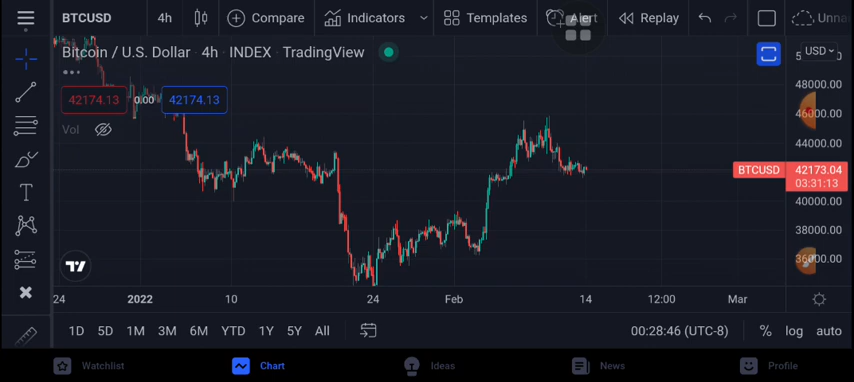 BTCUSD 4h Compare Indicators Templates Alert Replay Unna
Bitcoin / U.S. Dollar · 4h · INDEX · TradingView
USD
48000.00
42174.13 0.00 42174.13
46000.00
Vol
44000.00
BTCUSD 42173.04
03:31:13
40000.00
38000.00
36000.00
24 2022 10 24 Feb 14 12:00 Mar
1D 5D 1M 3M 6M YTD 1Y 5Y All 00:28:46 (UTC-8) % log auto
Watchlist Chart Ideas News Profile